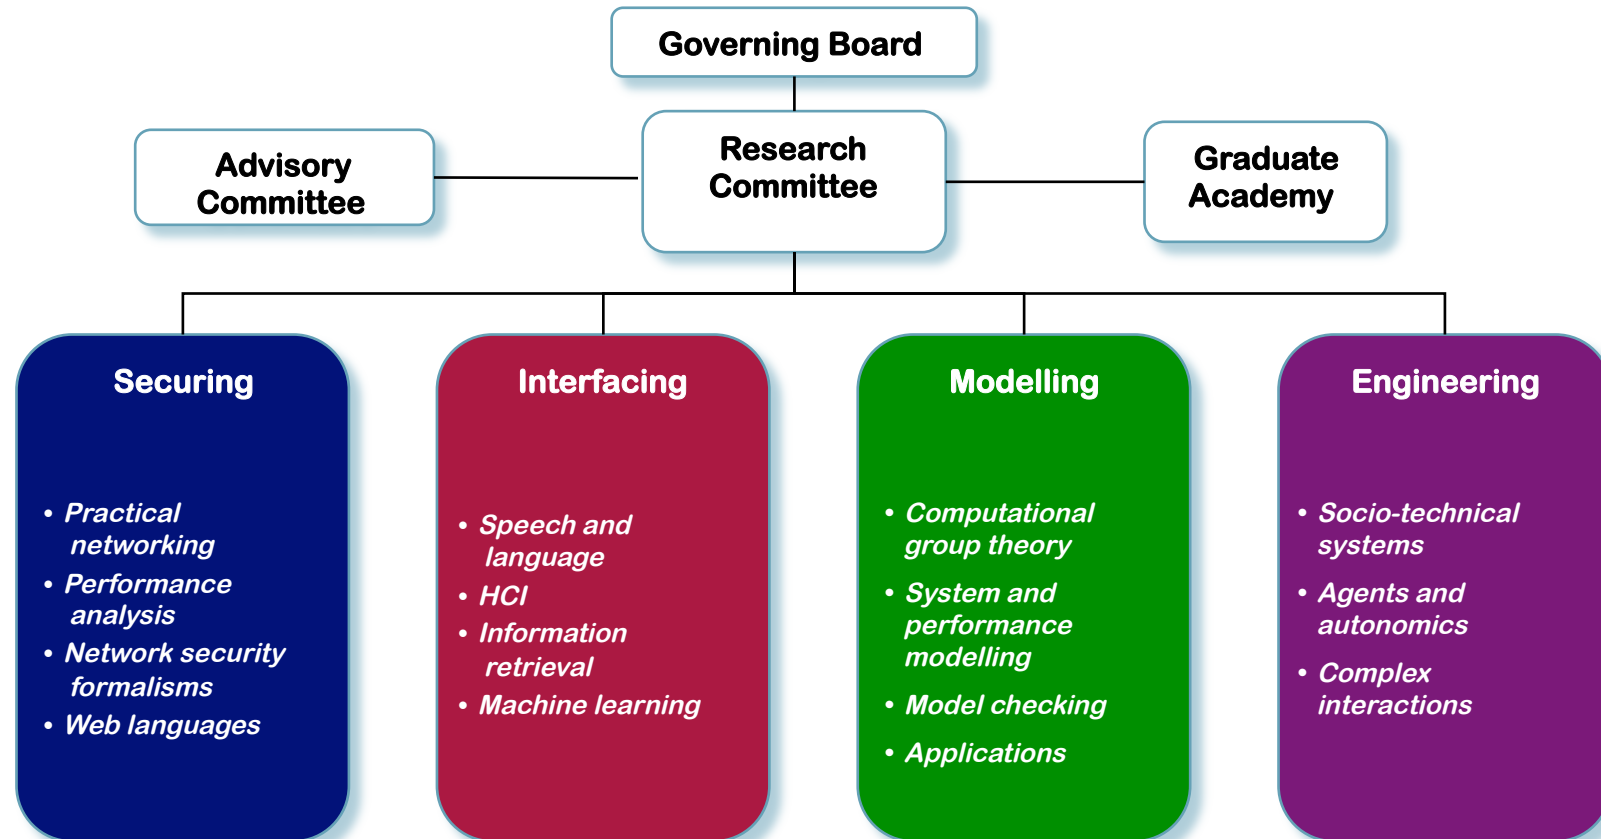 Governing Board
Advisory
Committee
Research
Committee
Graduate
Academy
Securing
• Practical
networking
• Performance
analysis
• Network security
formalisms
• Web languages
Interfacing
• Speech and
language
• HCI
• Information
retrieval
• Machine learning
Modelling
• Computational
group theory
• System and
performance
modelling
• Model checking
• Applications
Engineering
• Socio-technical
systems
• Agents and
autonomics
• Complex
interactions